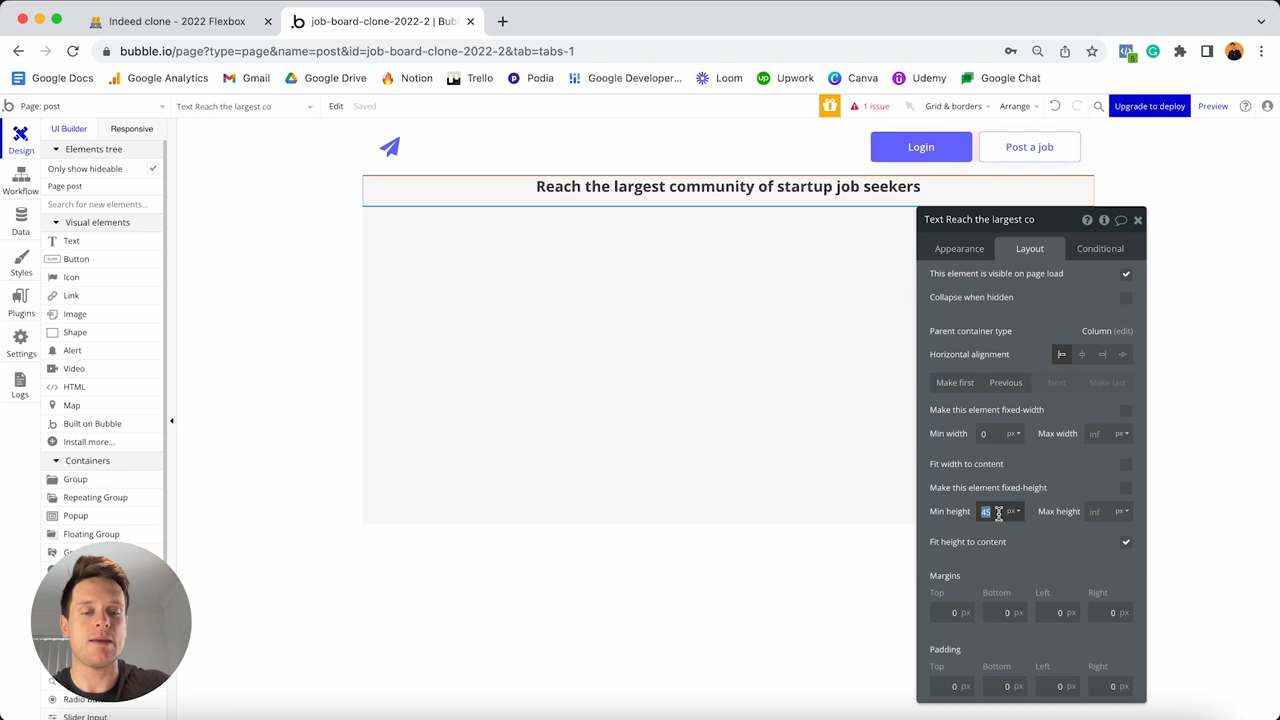 Indeed clone - 2022 Flexbox
job-board-clone-2022-2 | Bubb
bubble.io/page?type=page&name=post&id=job-board-clone-2022-2&tab=tabs-1
Google Docs Google Analytics Gmail Google Drive Notion Trello Podia Google Developer... Loom Upwork Canva Udemy Google Chat
Page: post Text Reach the largest co Edit Saved 1 issue Grid & borders Arrange Upgrade to deploy Preview
Design
Workflow
Data
Styles
Plugins
Settings
Logs
UI Builder Responsive
Elements tree
Only show hideable
Page post
Search for new elements...
Visual elements
Text
Button
Icon
Link
Image
Shape
Alert
Video
HTML
Map
Built on Bubble
Install more...
Containers
Group
Repeating Group
Popup
Floating Group
Slider Input
Login Post a job
Reach the largest community of startup job seekers
Text Reach the largest co
Appearance Layout Conditional
This element is visible on page load
Collapse when hidden
Parent container type Column (edit)
Horizontal alignment
Make first Previous Next Make last
Make this element fixed-width
Min width 0 px Max width inf px
Fit width to content
Make this element fixed-height
Min height 45 px Max height inf px
Fit height to content
Margins
Top Bottom Left Right
0 px 0 px 0 px 0 px
Padding
Top Bottom Left Right
0 px 0 px 0 px 0 px